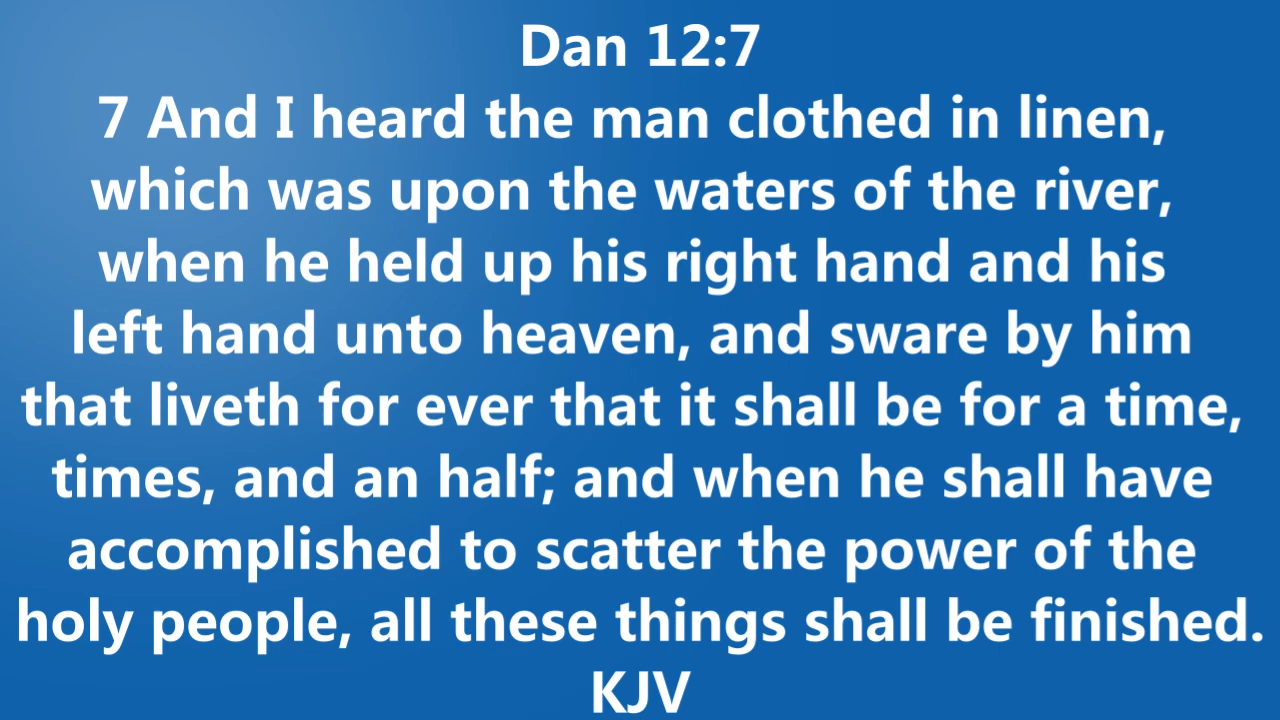 Dan 12:7
7 And I heard the man clothed in linen,
which was upon the waters of the river,
when he held up his right hand and his
left hand unto heaven, and sware by him
that liveth for ever that it shall be for a time,
times, and an half; and when he shall have
accomplished to scatter the power of the
holy people, all these things shall be finished.
KJV